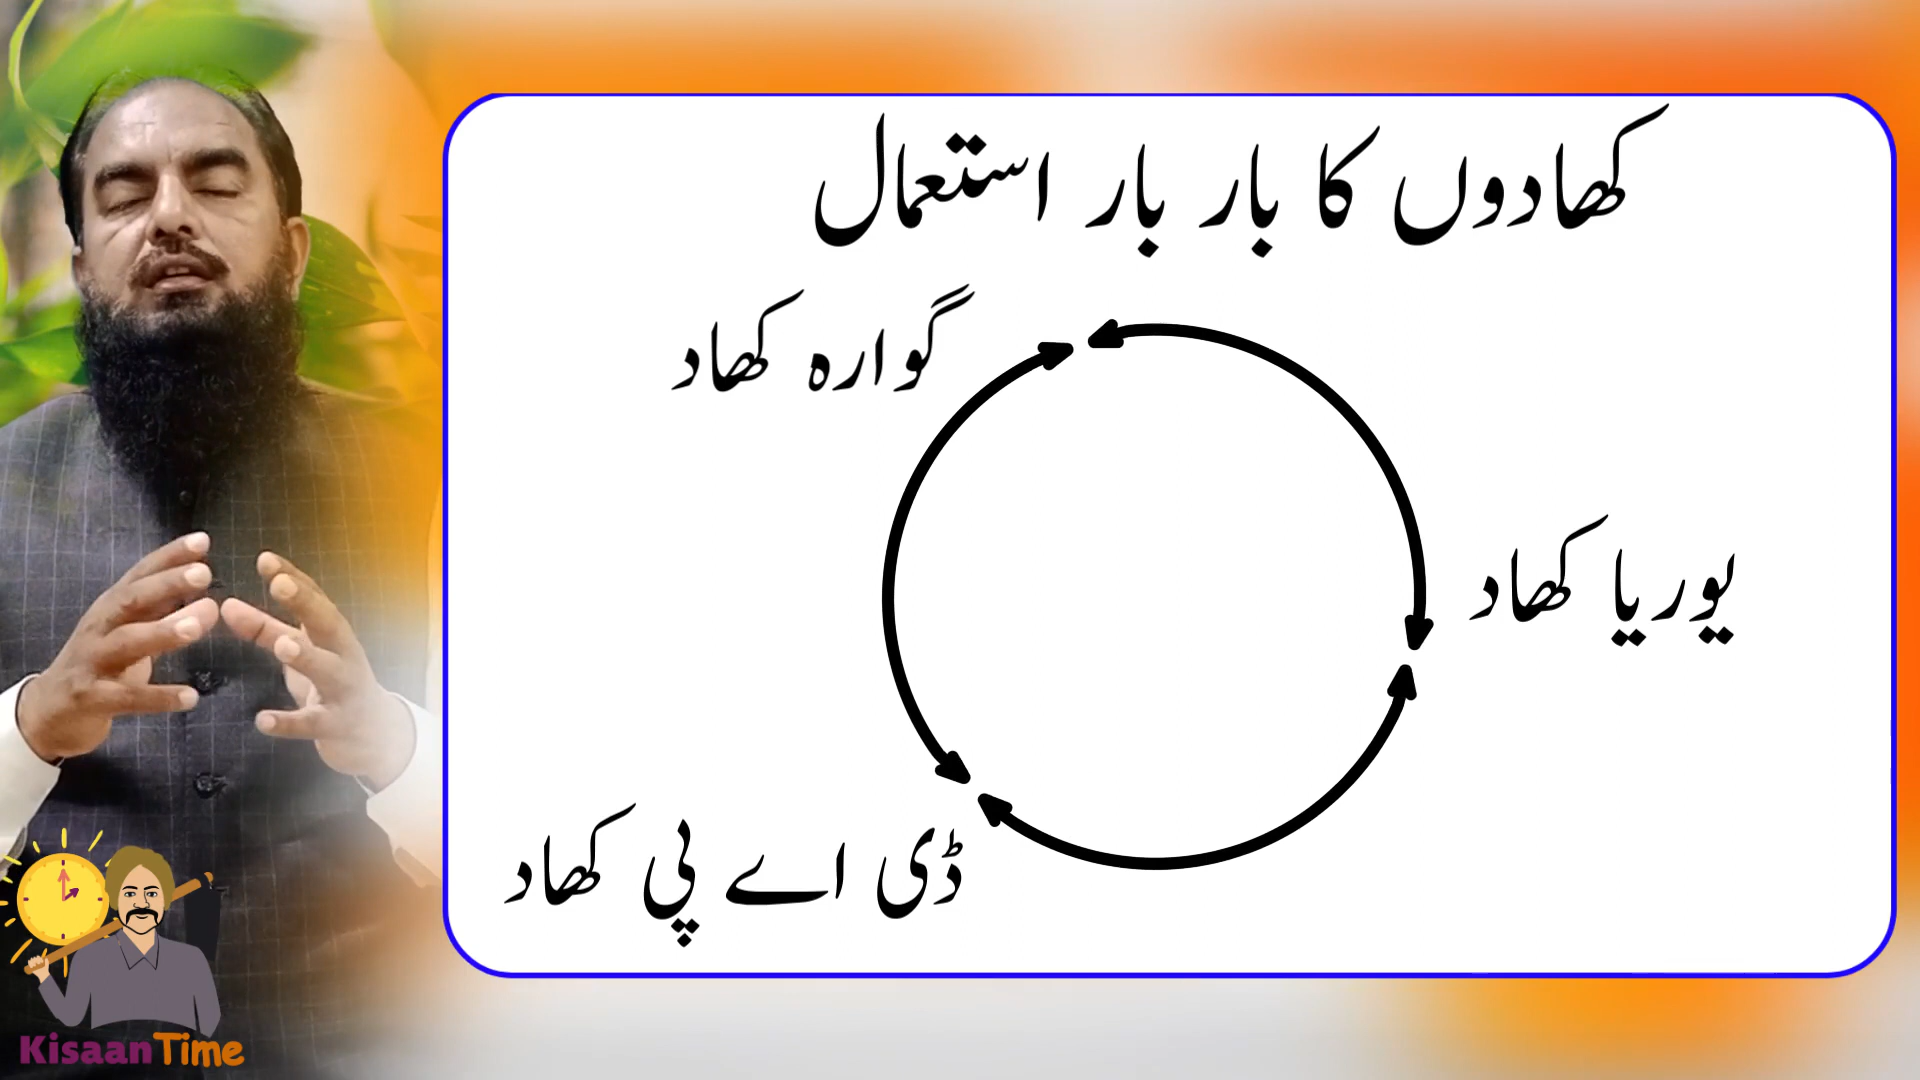 کھادوں کا بار بار استعمال
گوارہ کھاد
یوریا کھاد
ڈی اے پی کھاد
KisaanTime